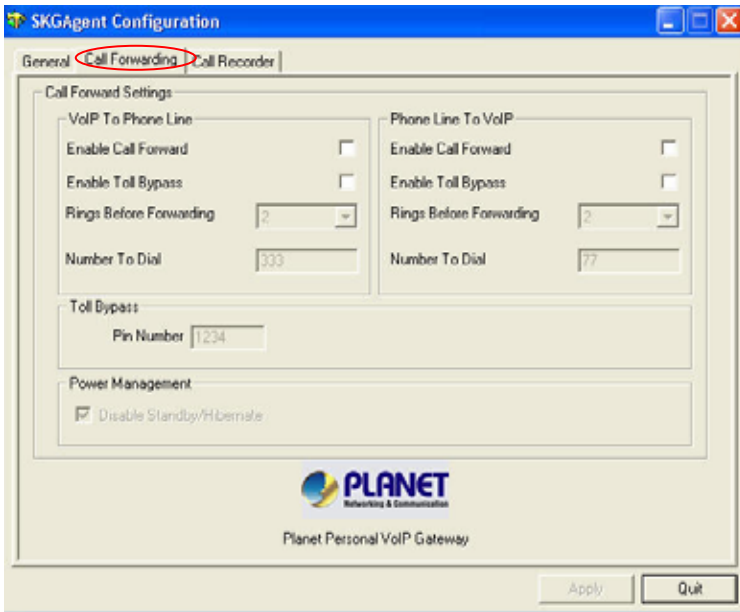 SKGAgent Configuration
General Call Forwarding Call Recorder
Call Forward Settings
VoIP To Phone Line
Enable Call Forward
Enable Toll Bypass
Rings Before Forwarding 2
Number To Dial 333
Phone Line To VoIP
Enable Call Forward
Enable Toll Bypass
Rings Before Forwarding 2
Number To Dial 77
Toll Bypass
Pin Number 1234
Power Management
Disable Standby/Hibernate
PLANET
Networking & Communication
Planet Personal VoIP Gateway
Apply Quit